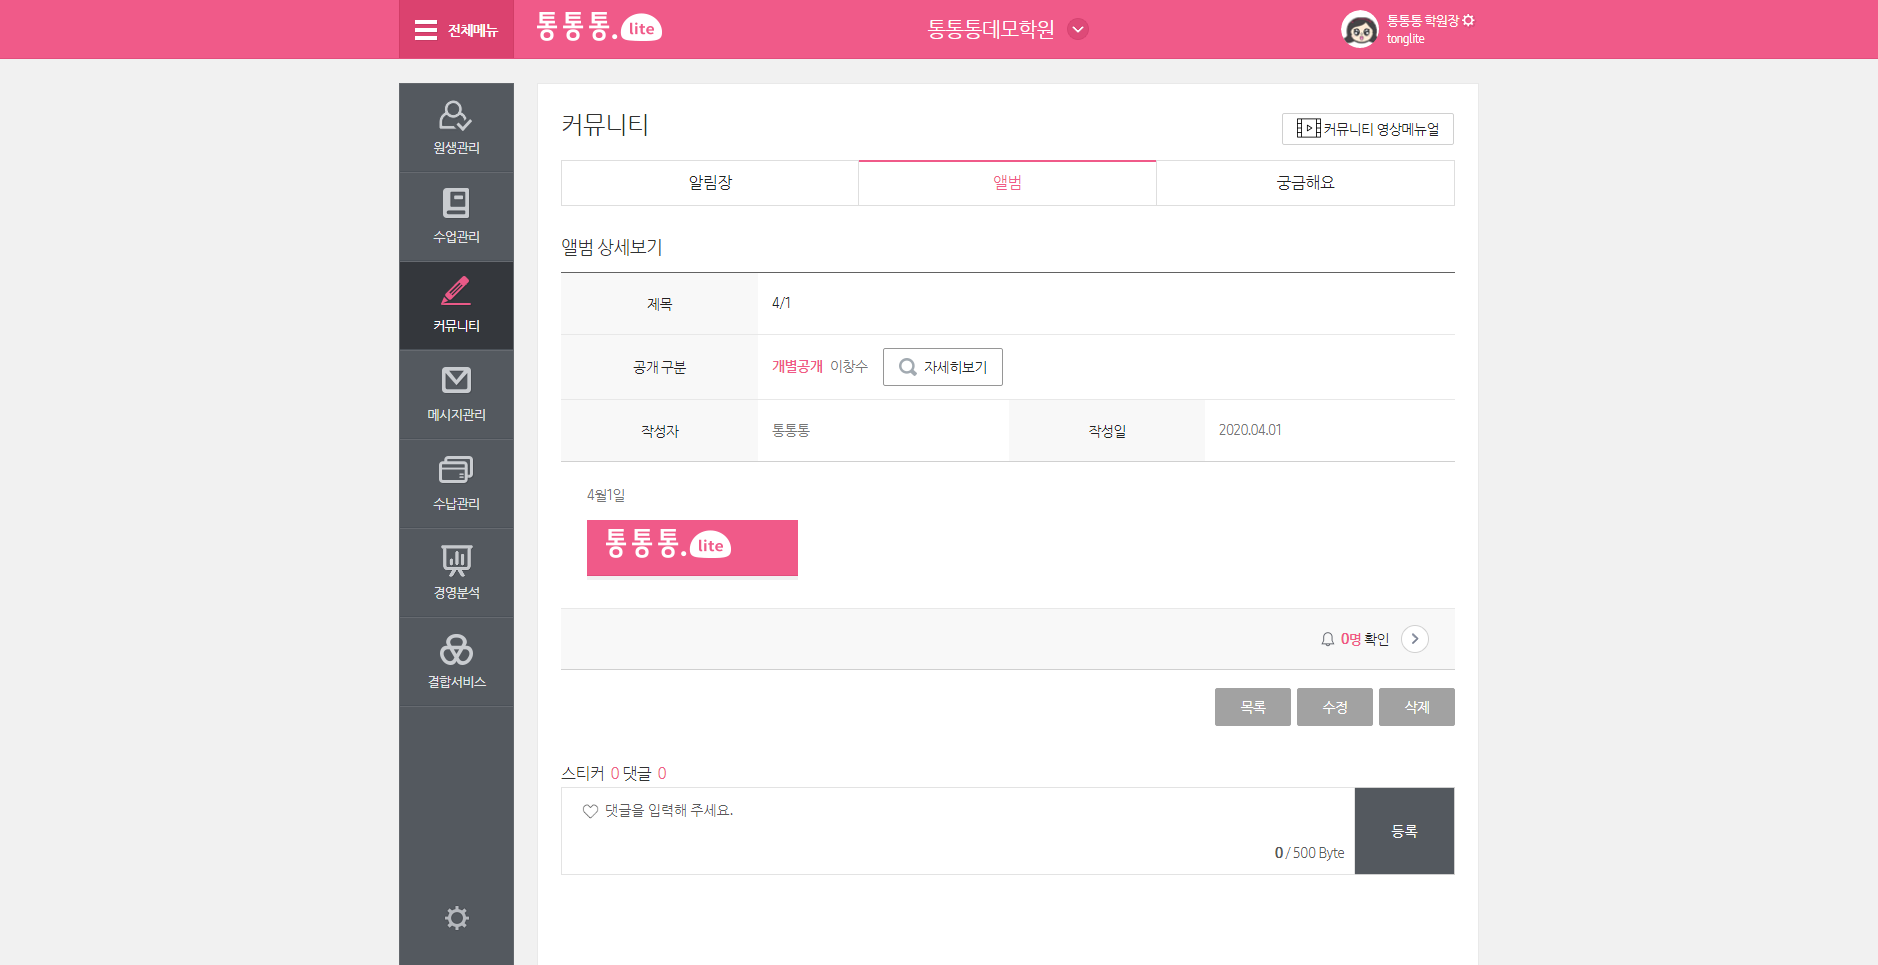 전체메뉴
통통통.lite
통통통데모학원
통통통 학원장
tonglite
원생관리
수업관리
커뮤니티
메시지관리
수납관리
경영분석
결합서비스
커뮤니티
커뮤니티 영상메뉴얼
알림장
앨범
궁금해요
앨범 상세보기
제목 4/1
공개 구분 개별공개 이창수 자세히보기
작성자 통통통 작성일 2020.04.01
4월1일
통통통.lite
0명 확인
목록 수정 삭제
스티커 0 댓글 0
댓글을 입력해 주세요.
0 / 500 Byte
등록